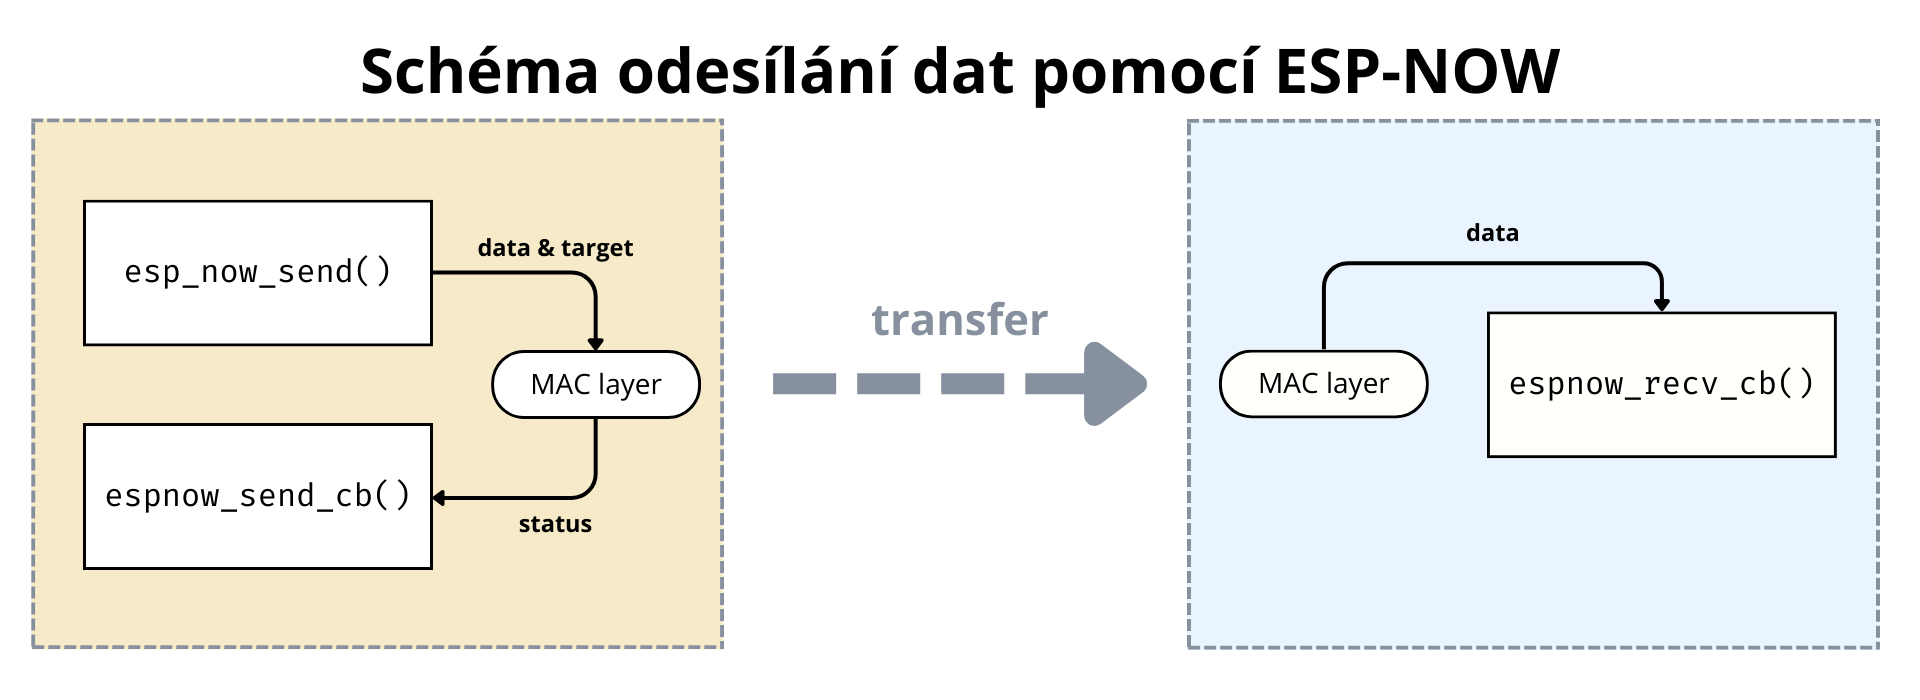 Schéma odesílání dat pomocí ESP-NOW
esp_now_send()
data & target
MAC layer
espnow_send_cb()
status
transfer
data
MAC layer
espnow_recv_cb()